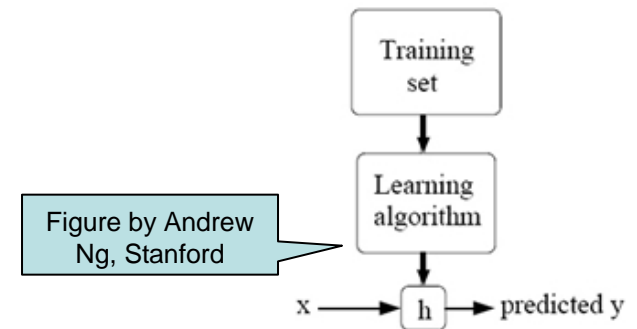 Training
set
Learning
algorithm
Figure by Andrew
Ng, Stanford
x h predicted y